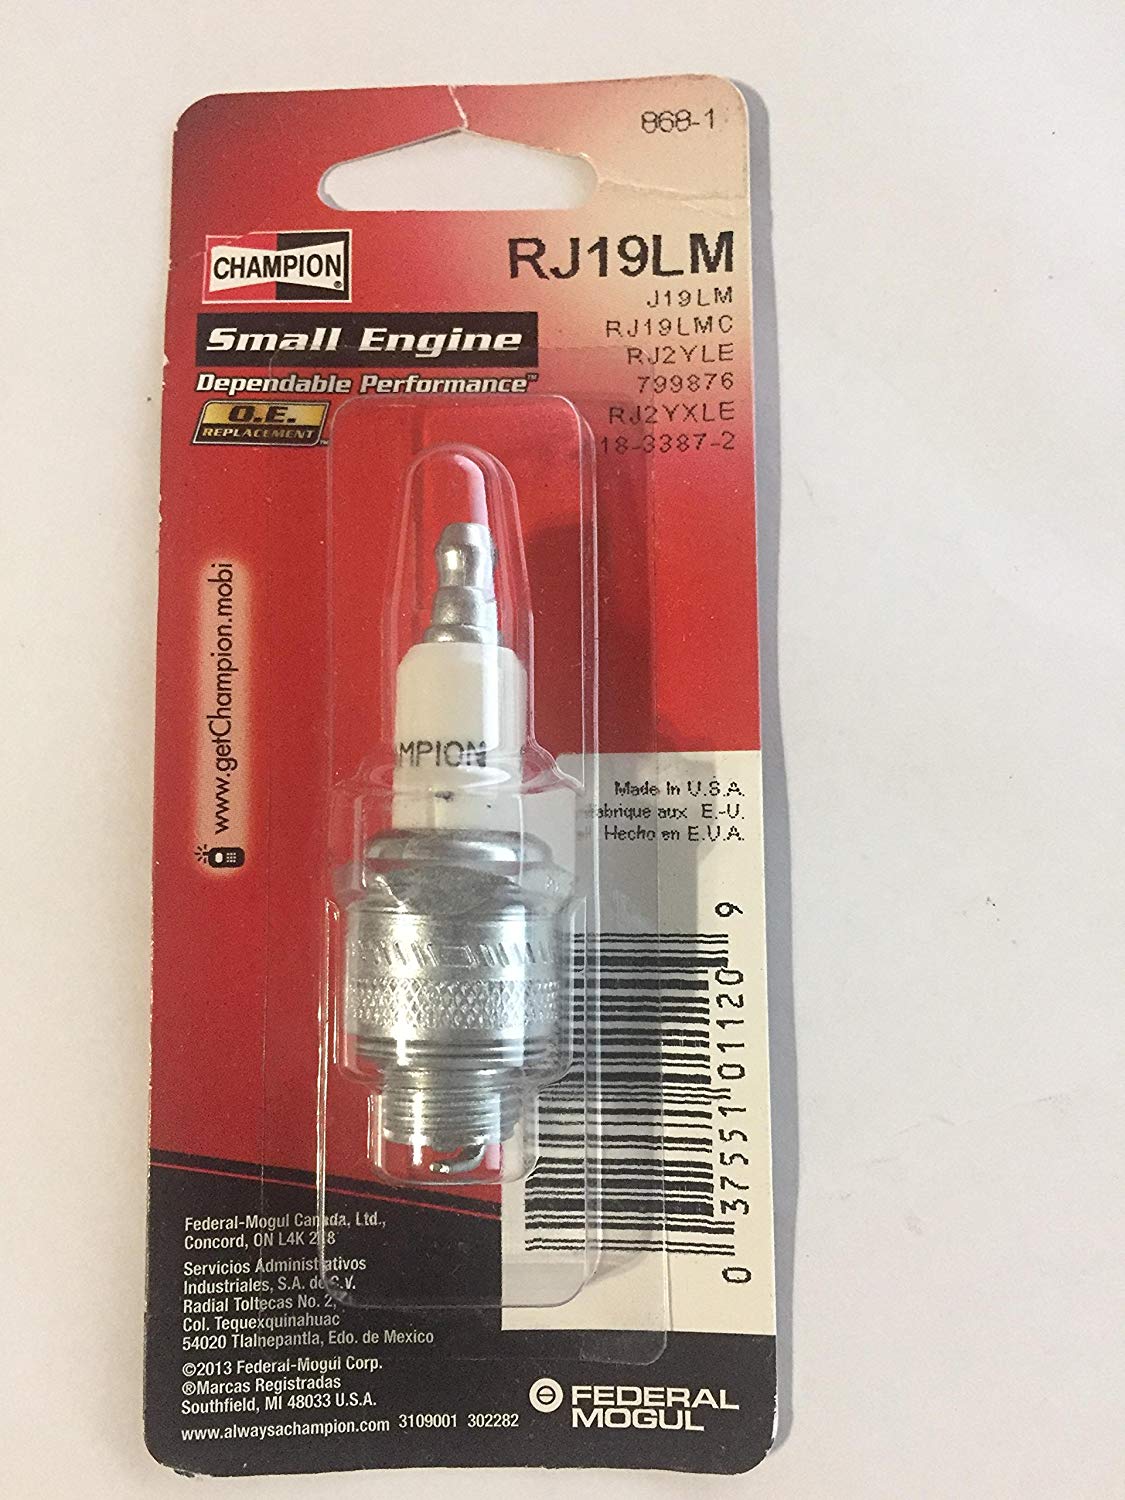 868-1
CHAMPION
®
RJ19LM
J19LM
RJ19LMC
RJ2YLE
799876
RJ2YXLE
18-3387-2
Small Engine
Dependable Performance™
O.E.
REPLACEMENT™
www.getChampion.mobi
MPION
Made In U.S.A.
Fabrique aux E.-U.
Hecho en E.U.A.
0 37551 01120 9
Federal-Mogul Canada, Ltd.,
Concord, ON L4K
Servicios Administrativos
Industriales, S.A. de C.V.
Radial Toltecas No. 2,
Col. Tequexquinahuac
54020 Tlalnepantla, Edo. de Mexico
©2013 Federal-Mogul Corp.
®Marcas Registradas
Southfield, MI 48033 U.S.A.
www.alwaysachampion.com 3109001 302282
FEDERAL
MOGUL